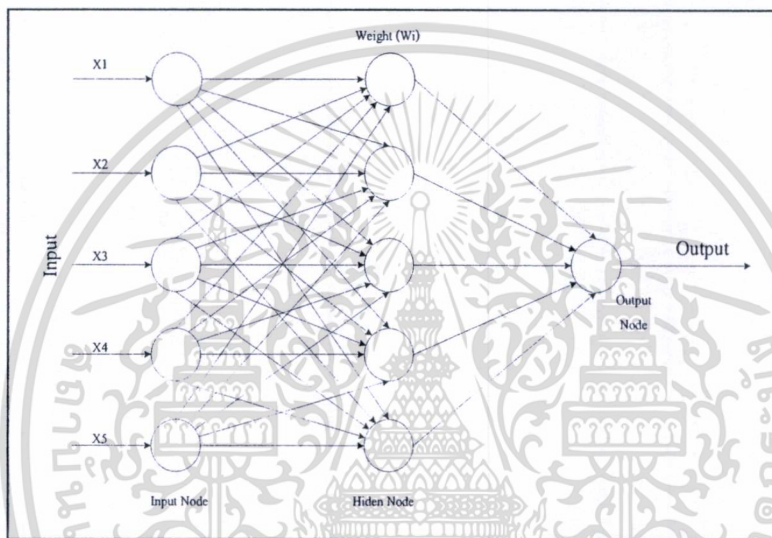 Weight (Wi)
X1
X2
X3
X4
X5
Input
Output
Output
Node
Input Node
Hiden Node